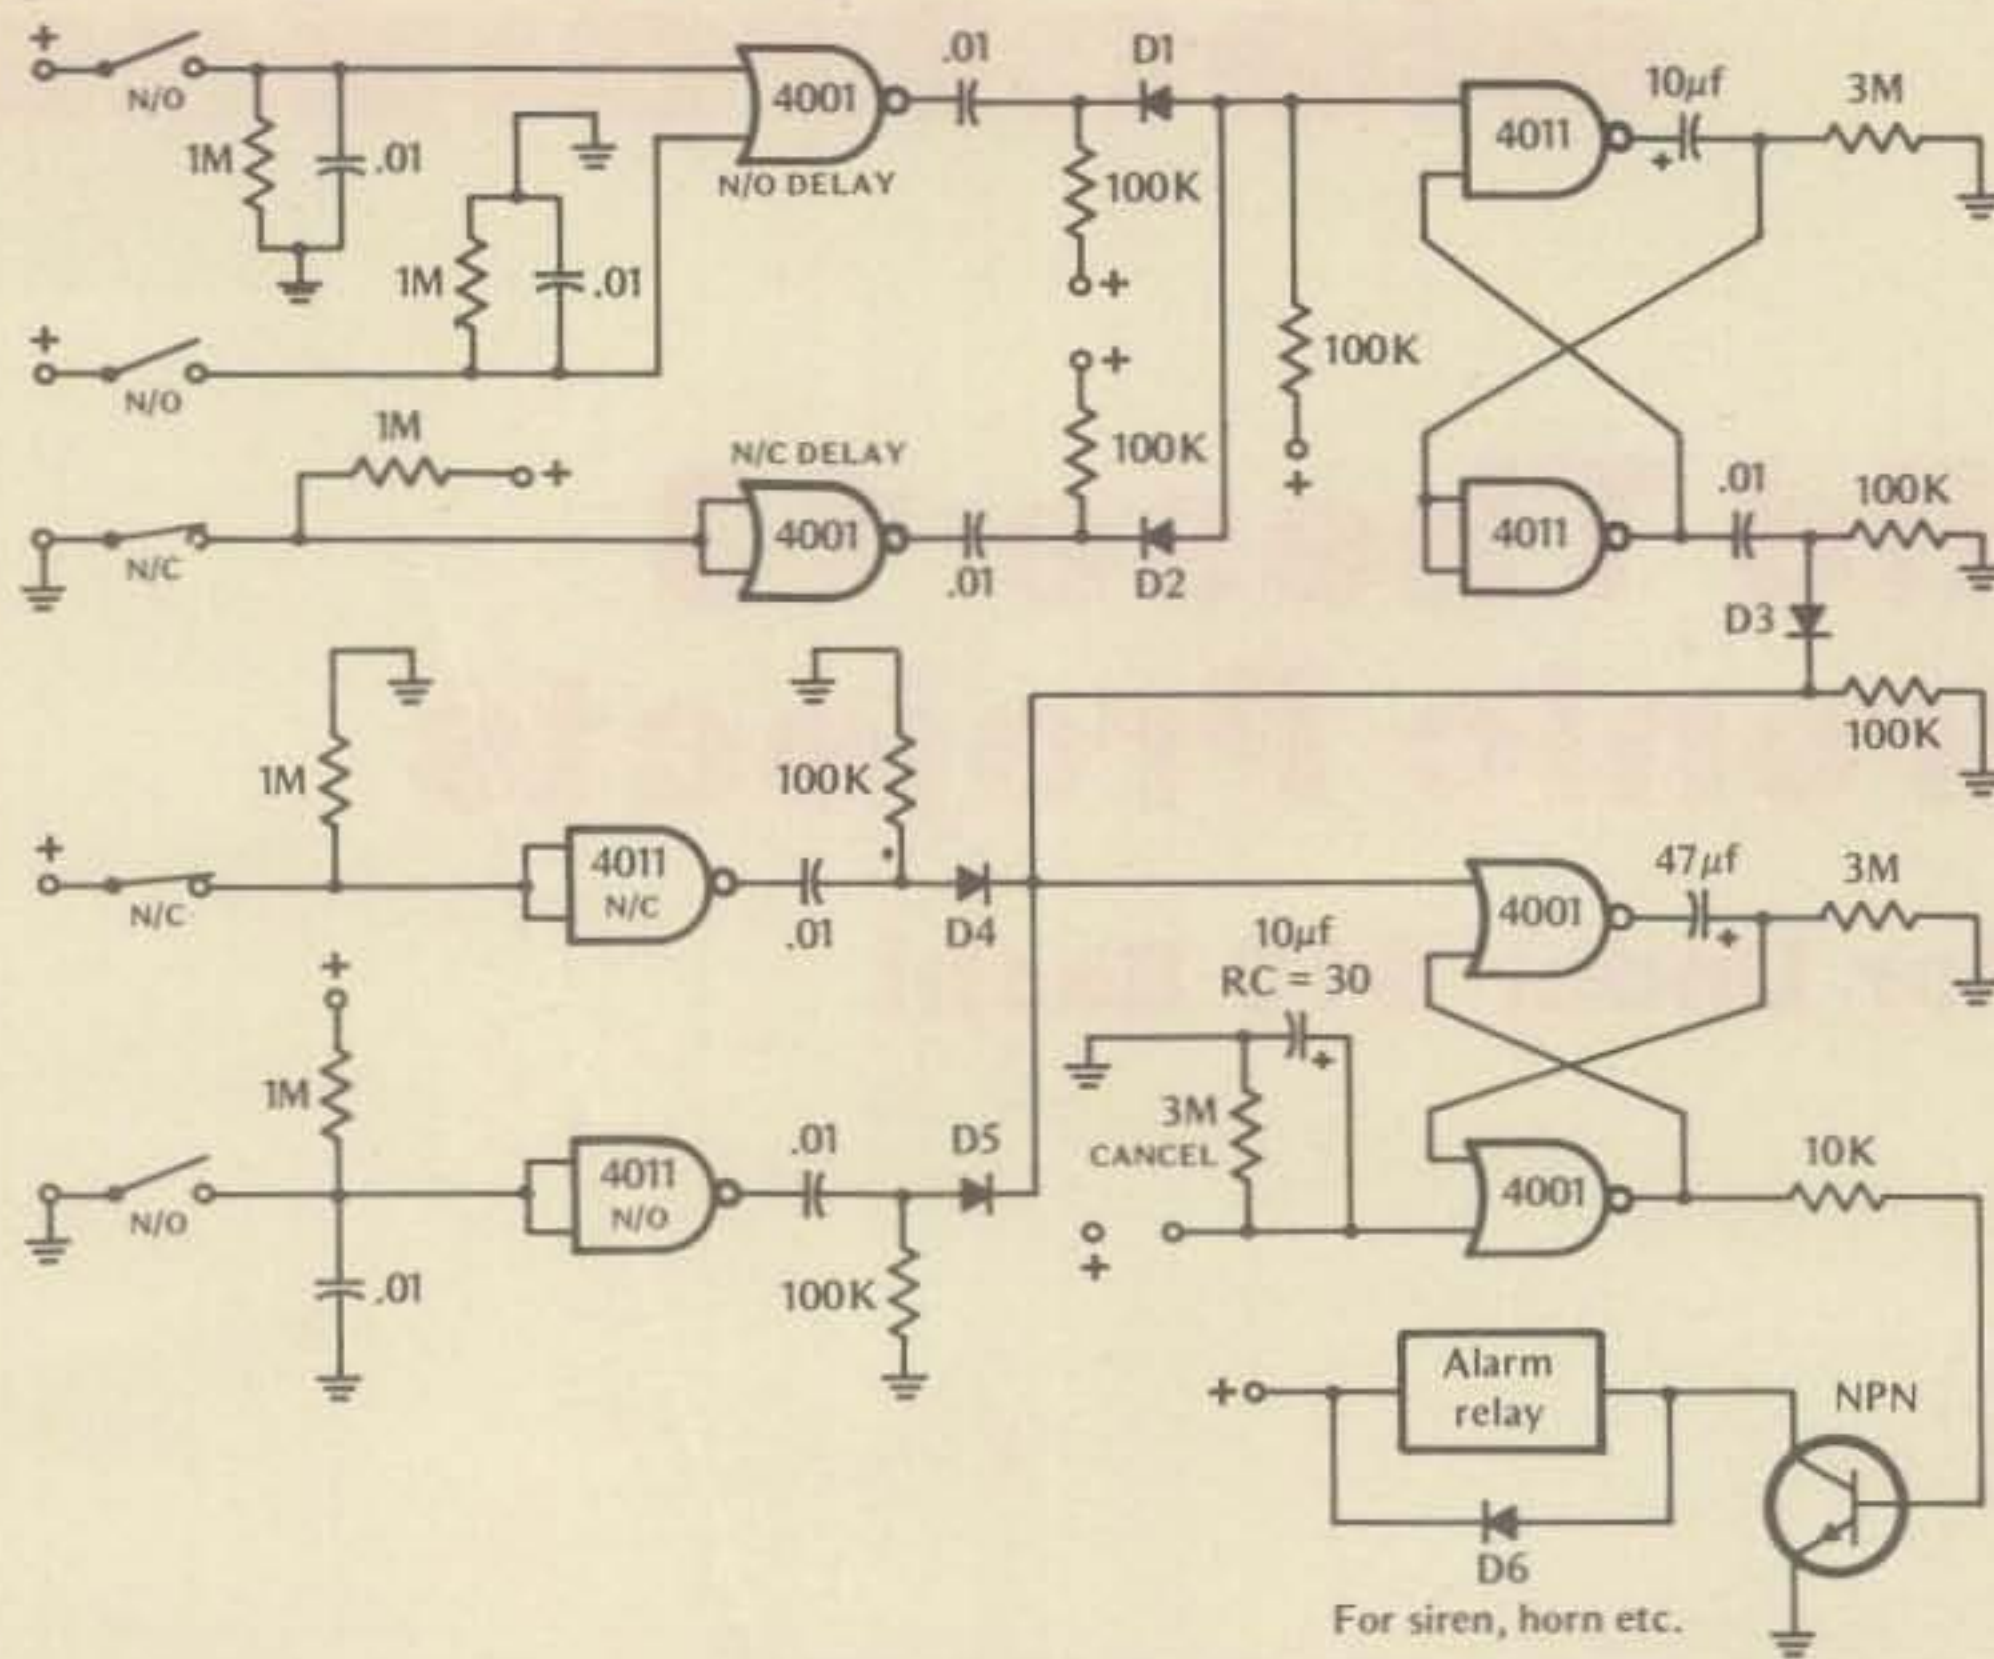 +
N/O
1M
.01
4001
N/O DELAY
.01
D1
100K
+
4011
10µf
+
3M
1M
.01
+
N/O
100K
+
1M
+
N/C DELAY
4001
.01
+
100K
D2
N/C
4011
.01
100K
D3
100K
1M
100K
+
N/C
4011
N/C
.01
D4
4001
47µf
+
3M
10µf
RC = 30
+
3M
CANCEL
+
+
1M
N/O
.01
4011
N/O
.01
D5
100K
4001
10K
+
Alarm
relay
NPN
D6
For siren, horn etc.